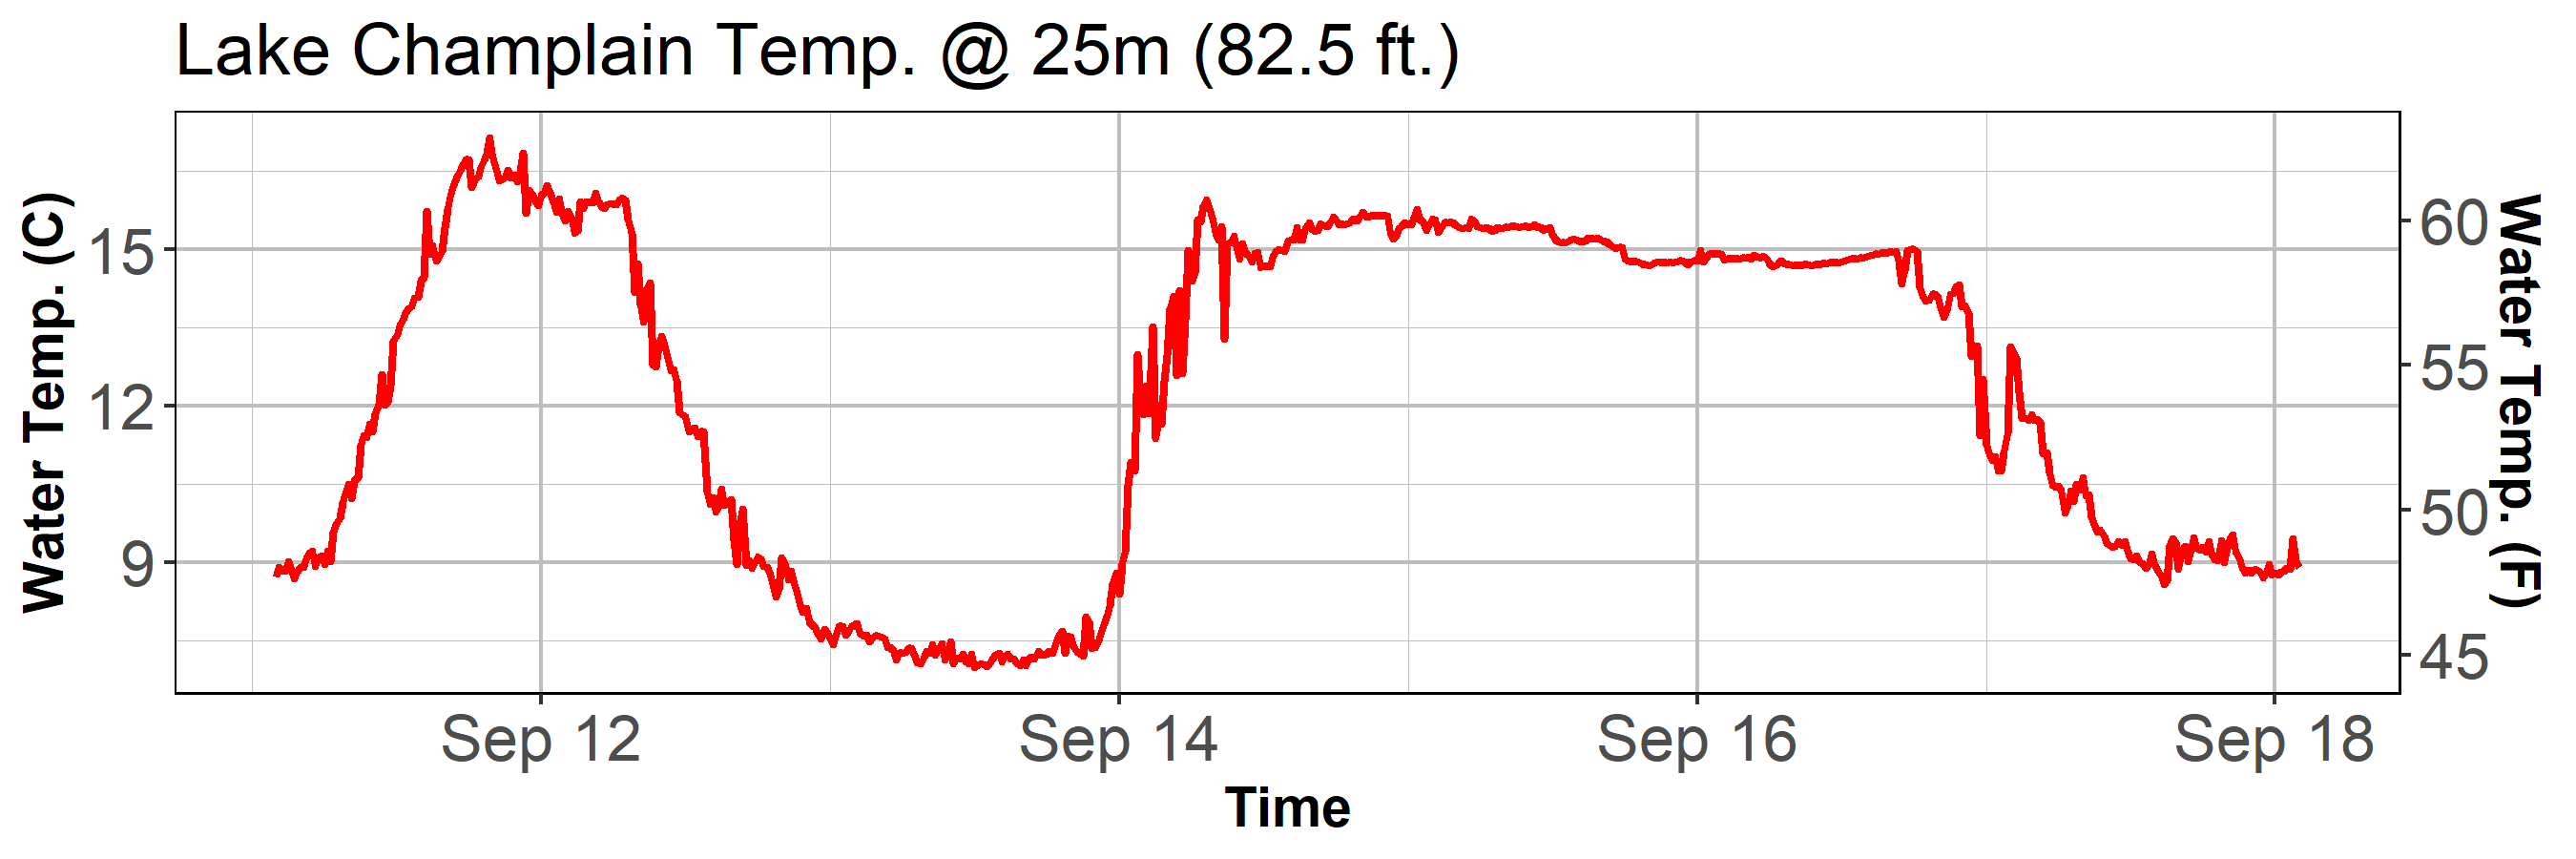 Lake Champlain Temp. @ 25m (82.5 ft.)
Water Temp. (C)
15
12
9
60
55
50
45
Water Temp. (F)
Sep 12
Sep 14
Sep 16
Sep 18
Time